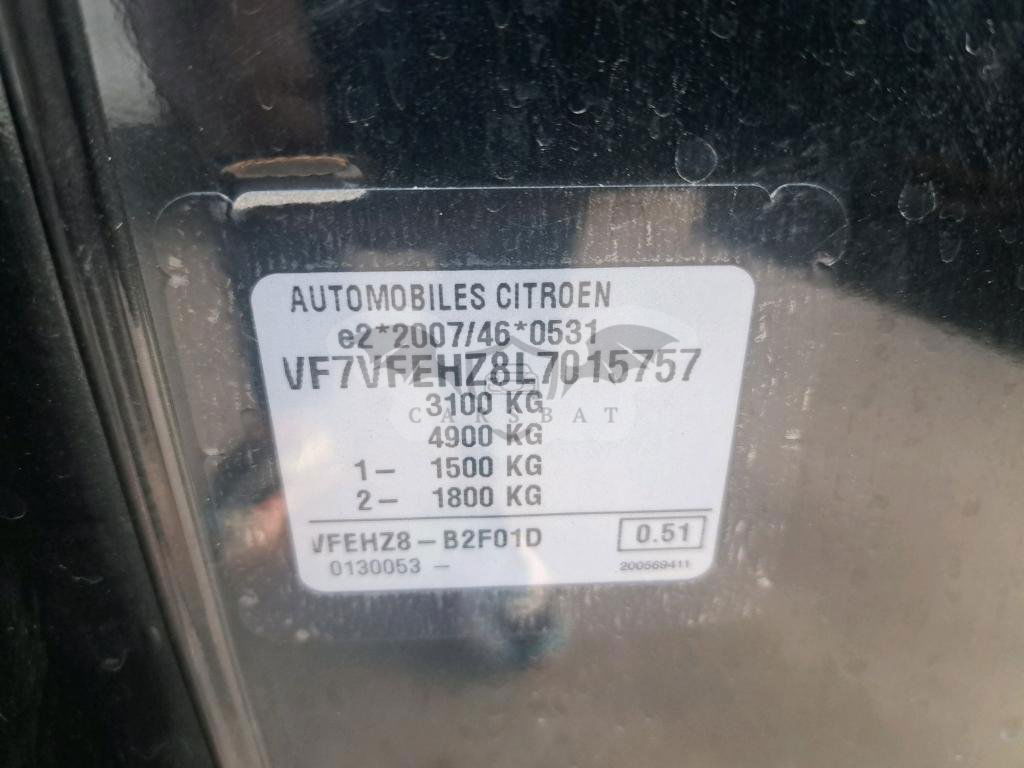 AUTOMOBILES CITROEN
e2*2007/46*0531
VF7VFEHZ8L7015757
3100 KG
CARSBAT
4900 KG
1- 1500 KG
2- 1800 KG
VFEHZ8-B2F01D 0.51
0130053 - 200569411